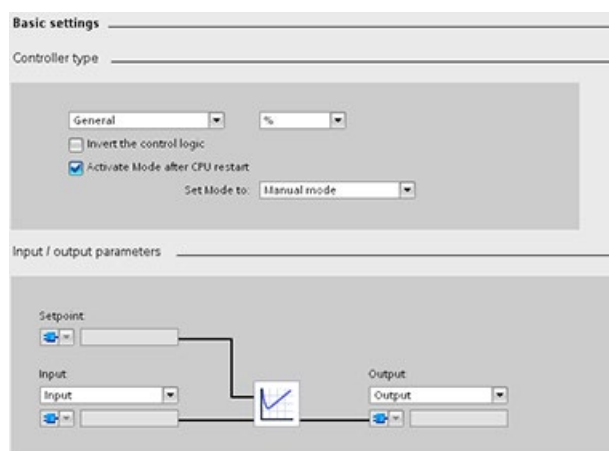 Basic settings
Controller type
General
%
Invert the control logic
Activate Mode after CPU restart
Set Mode to: Manual mode
Input / output parameters
Setpoint:
Input: Output:
Input Output